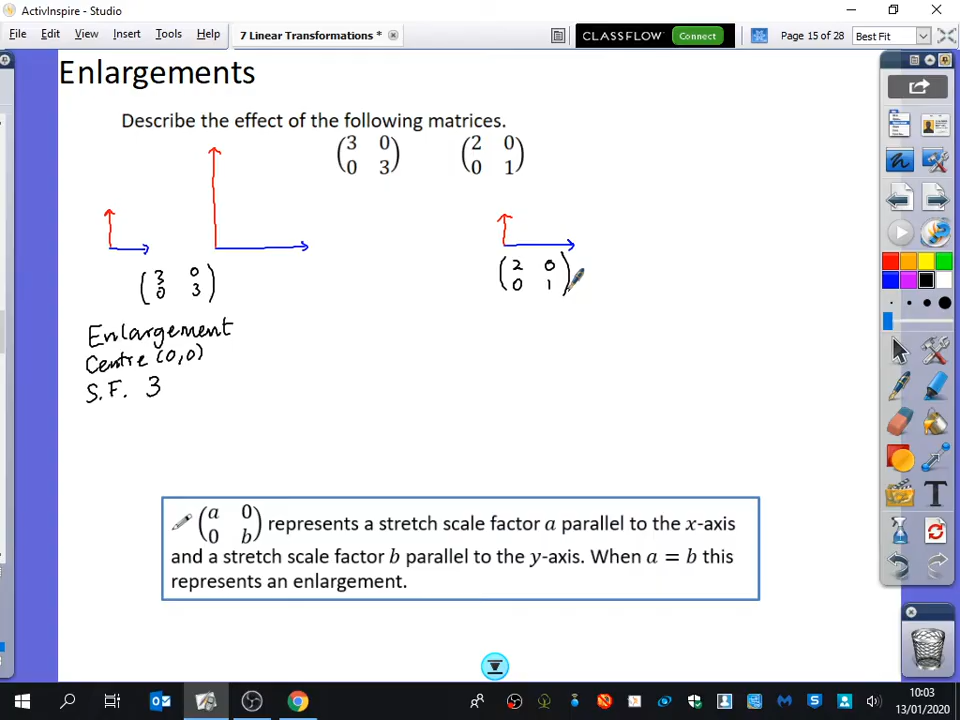 ActivInspire - Studio
File Edit View Insert Tools Help
7 Linear Transformations *
CLASSFLOW Connect
Page 15 of 28
Best Fit
Enlargements
Describe the effect of the following matrices.
(3 0
0 3)
(2 0
0 1)
(3 0
0 3)
(2 0
0 1)
Enlargement
Centre (0,0)
S.F. 3
(a 0
0 b) represents a stretch scale factor a parallel to the x-axis
and a stretch scale factor b parallel to the y-axis. When a = b this
represents an enlargement.
10:03
13/01/2020